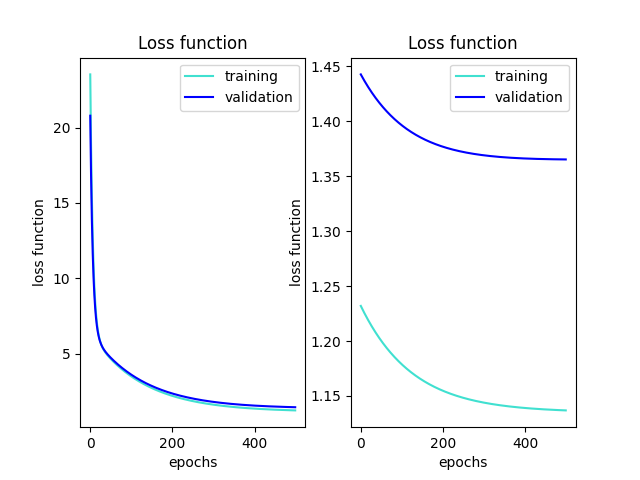 Loss function
training
validation
20
15
10
5
loss function
0
200
400
epochs
Loss function
training
validation
1.45
1.40
1.35
1.30
1.25
1.20
1.15
loss function
0
200
400
epochs